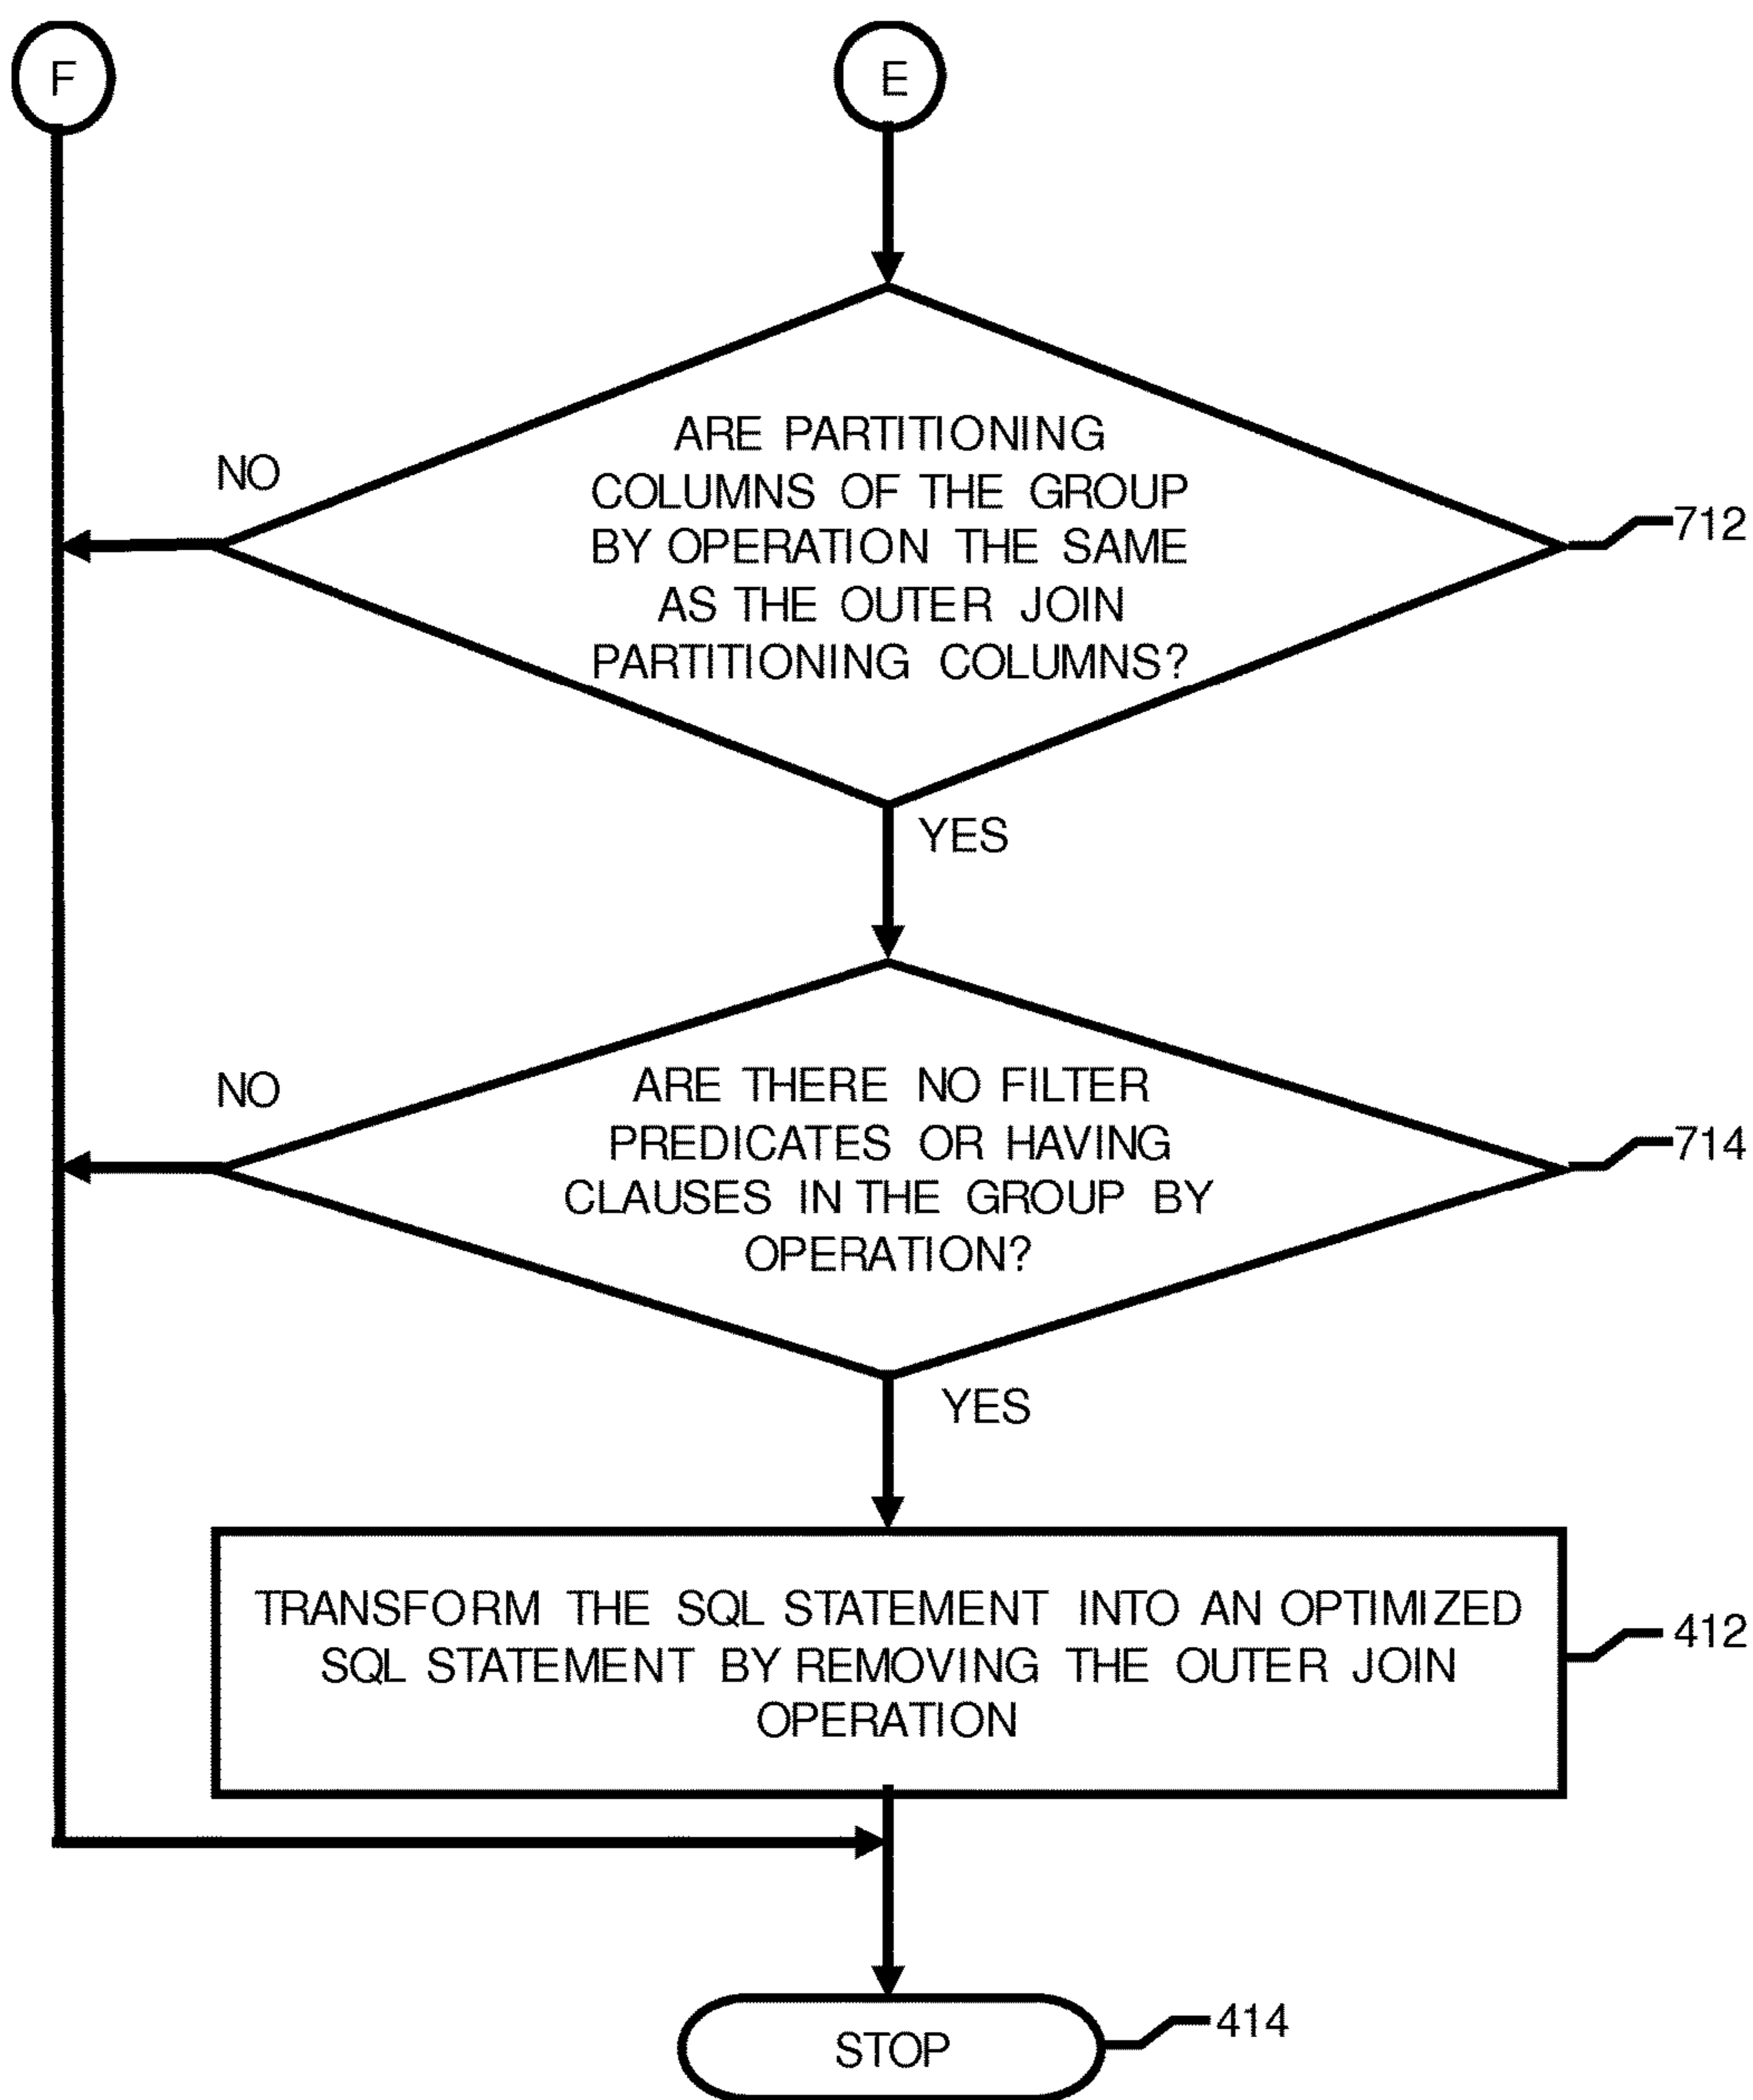 F
E
ARE PARTITIONING
COLUMNS OF THE GROUP
BY OPERATION THE SAME
AS THE OUTER JOIN
PARTITIONING COLUMNS?
NO
712
YES
ARE THERE NO FILTER
PREDICATES OR HAVING
CLAUSES IN THE GROUP BY
OPERATION?
NO
714
YES
TRANSFORM THE SQL STATEMENT INTO AN OPTIMIZED
SQL STATEMENT BY REMOVING THE OUTER JOIN
OPERATION
412
STOP
414